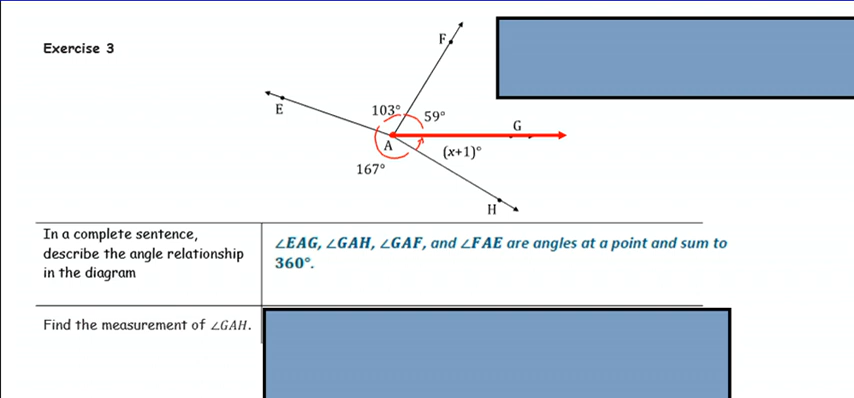 Exercise 3
F
E
103°
59°
G
A
(x+1)°
167°
H
In a complete sentence,
describe the angle relationship
in the diagram
∠EAG, ∠GAH, ∠GAF, and ∠FAE are angles at a point and sum to
360°.
Find the measurement of ∠GAH.